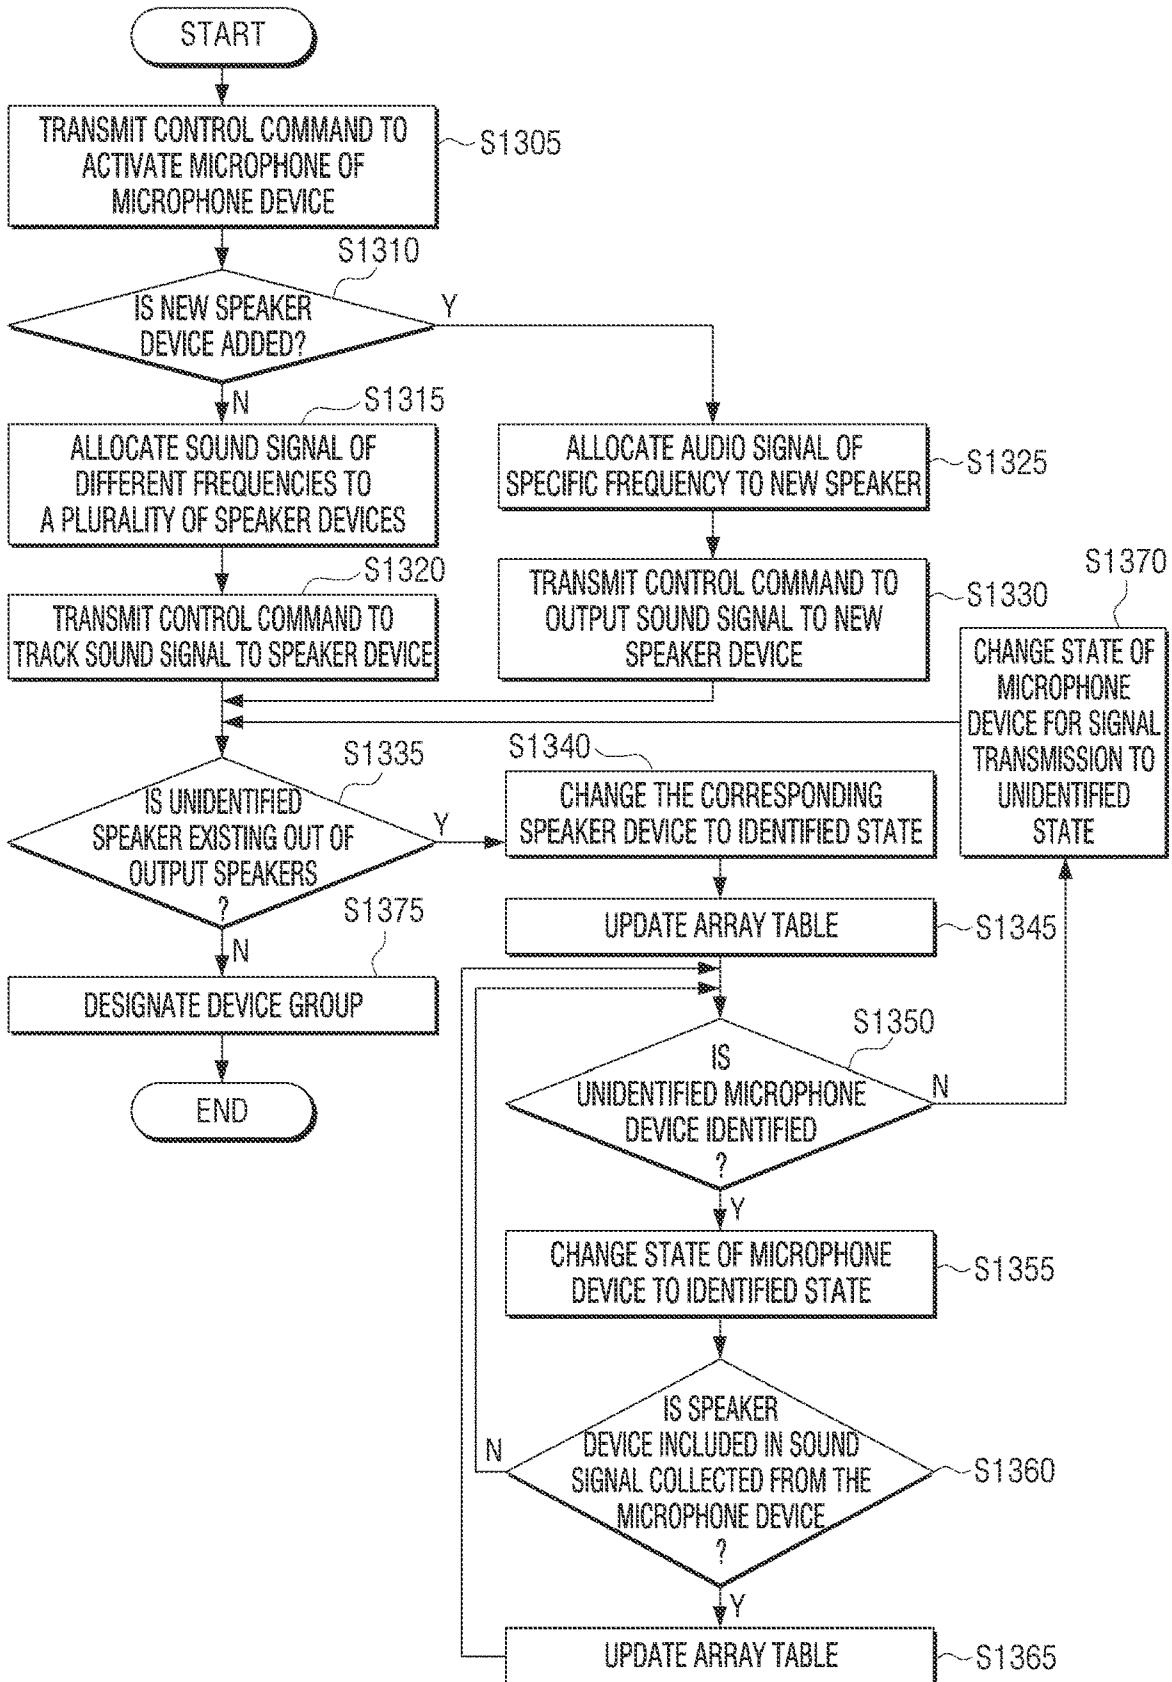 START
TRANSMIT CONTROL COMMAND TO
ACTIVATE MICROPHONE OF
MICROPHONE DEVICE
S1305
S1310
IS NEW SPEAKER
DEVICE ADDED?
Y
N
S1315
ALLOCATE SOUND SIGNAL OF
DIFFERENT FREQUENCIES TO
A PLURALITY OF SPEAKER DEVICES
ALLOCATE AUDIO SIGNAL OF
SPECIFIC FREQUENCY TO NEW SPEAKER
S1325
S1320
TRANSMIT CONTROL COMMAND TO
TRACK SOUND SIGNAL TO SPEAKER DEVICE
TRANSMIT CONTROL COMMAND TO
OUTPUT SOUND SIGNAL TO NEW
SPEAKER DEVICE
S1330
S1370
CHANGE STATE OF
MICROPHONE
DEVICE FOR SIGNAL
TRANSMISSION TO
UNIDENTIFIED
STATE
S1335
IS UNIDENTIFIED
SPEAKER EXISTING OUT OF
OUTPUT SPEAKERS
?
Y
N
S1340
CHANGE THE CORRESPONDING
SPEAKER DEVICE TO IDENTIFIED STATE
UPDATE ARRAY TABLE
S1345
S1375
DESIGNATE DEVICE GROUP
END
S1350
IS
UNIDENTIFIED MICROPHONE
DEVICE IDENTIFIED
?
N
Y
CHANGE STATE OF MICROPHONE
DEVICE TO IDENTIFIED STATE
S1355
IS SPEAKER
DEVICE INCLUDED IN SOUND
SIGNAL COLLECTED FROM THE
MICROPHONE DEVICE
?
N
S1360
Y
UPDATE ARRAY TABLE
S1365